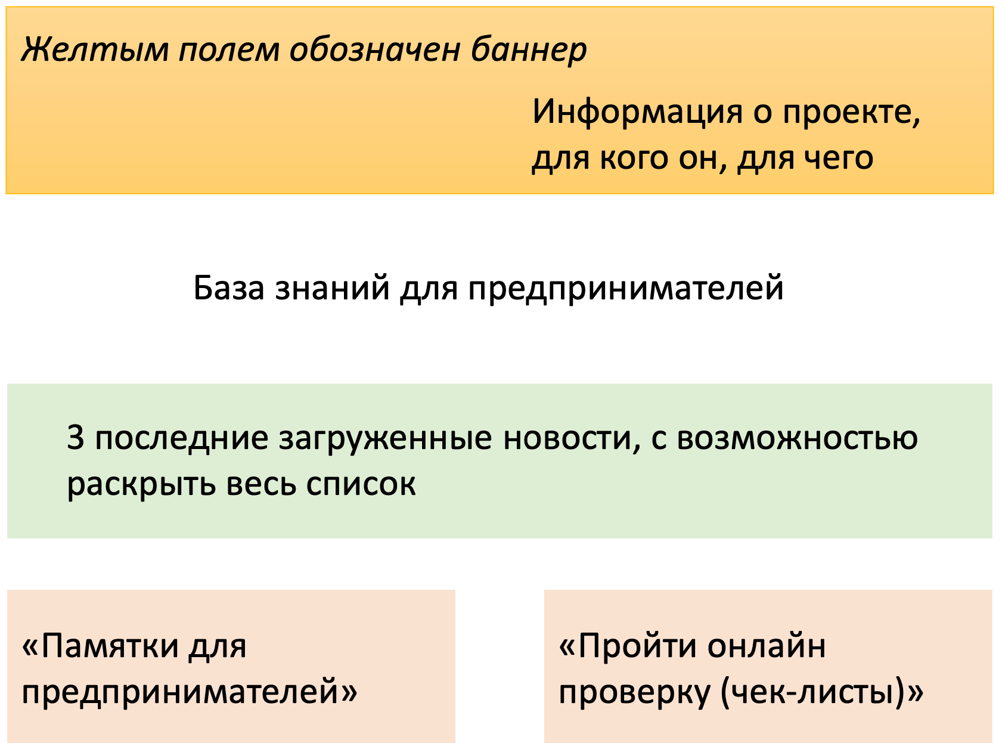 Желтым полем обозначен баннер
Информация о проекте,
для кого он, для чего
База знаний для предпринимателей
3 последние загруженные новости, с возможностью
раскрыть весь список
«Памятки для
предпринимателей»
«Пройти онлайн
проверку (чек-листы)»